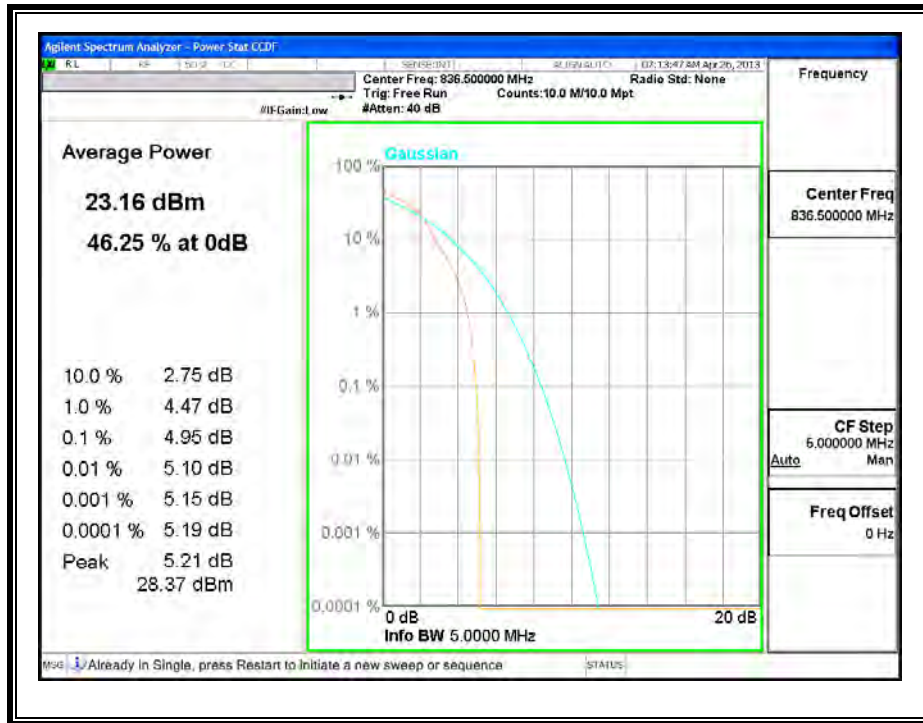 Agilent Spectrum Analyzer - Power Stat CCDF
RL RF 50 Ω DC SENSE:INT ALIGN AUTO 07:13:47 AM Apr 26, 2013
Center Freq: 836.500000 MHz Radio Std: None
Trig: Free Run Counts:10.0 M/10.0 Mpt
#IFGain:Low #Atten: 40 dB
Average Power
23.16 dBm
46.25 % at 0dB
10.0 % 2.75 dB
1.0 % 4.47 dB
0.1 % 4.95 dB
0.01 % 5.10 dB
0.001 % 5.15 dB
0.0001 % 5.19 dB
Peak 5.21 dB
28.37 dBm
Gaussian
100 %
10 %
1 %
0.1 %
0.01 %
0.001 %
0.0001 %
0 dB 20 dB
Info BW 5.0000 MHz
Frequency
Center Freq
836.500000 MHz
CF Step
5.000000 MHz
Auto Man
Freq Offset
0 Hz
MSG Already in Single, press Restart to Initiate a new sweep or sequence STATUS